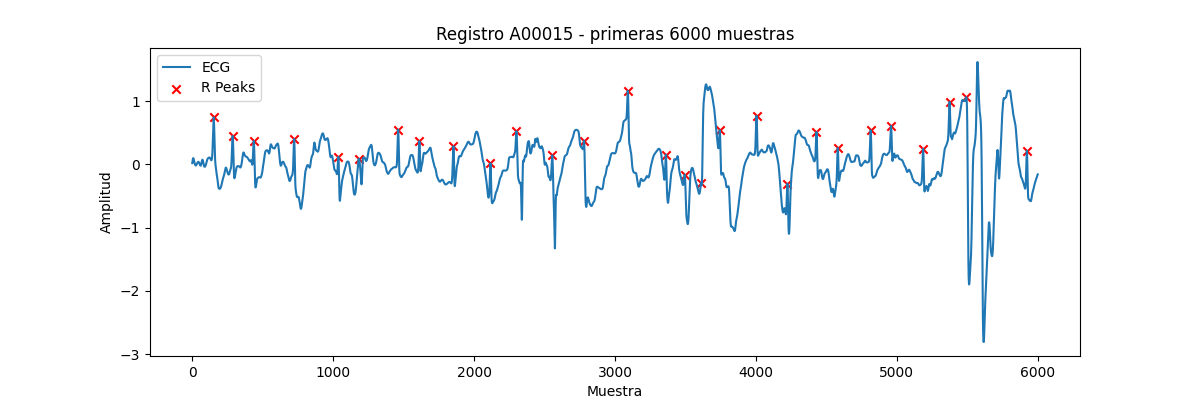 Registro A00015 - primeras 6000 muestras
ECG
R Peaks
Amplitud
1
0
−1
−2
−3
0 1000 2000 3000 4000 5000 6000
Muestra